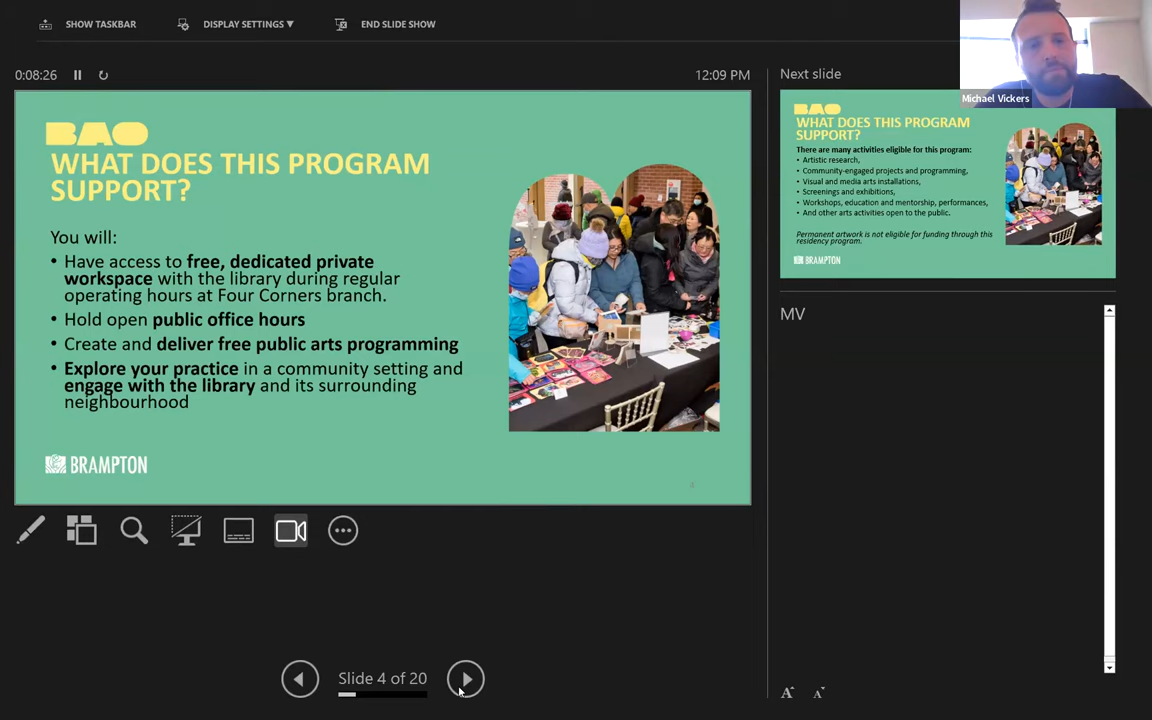 SHOW TASKBAR
DISPLAY SETTINGS ▼
END SLIDE SHOW
0:08:26
12:09 PM
BAO
WHAT DOES THIS PROGRAM
SUPPORT?
You will:
• Have access to free, dedicated private
workspace with the library during regular
operating hours at Four Corners branch.
• Hold open public office hours
• Create and deliver free public arts programming
• Explore your practice in a community setting and
engage with the library and its surrounding
neighbourhood
BRAMPTON
Slide 4 of 20
Next slide
Michael Vickers
BAO
WHAT DOES THIS PROGRAM
SUPPORT?
There are many activities eligible for this program:
• Artistic research,
• Community-engaged projects and programming,
• Visual and media arts installations,
• Screenings and exhibitions,
• Workshops, education and mentorship, performances,
• And other arts activities open to the public.
Permanent artwork is not eligible for funding through this
residency program.
BRAMPTON
MV
A A